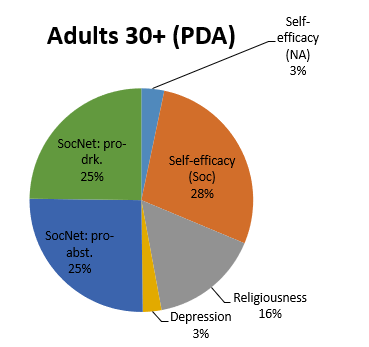 Adults 30+ (PDA)
Self-
efficacy
(NA)
3%
Self-efficacy
(Soc)
28%
Religiousness
16%
Depression
3%
SocNet: pro-
abst.
25%
SocNet: pro-
drk.
25%